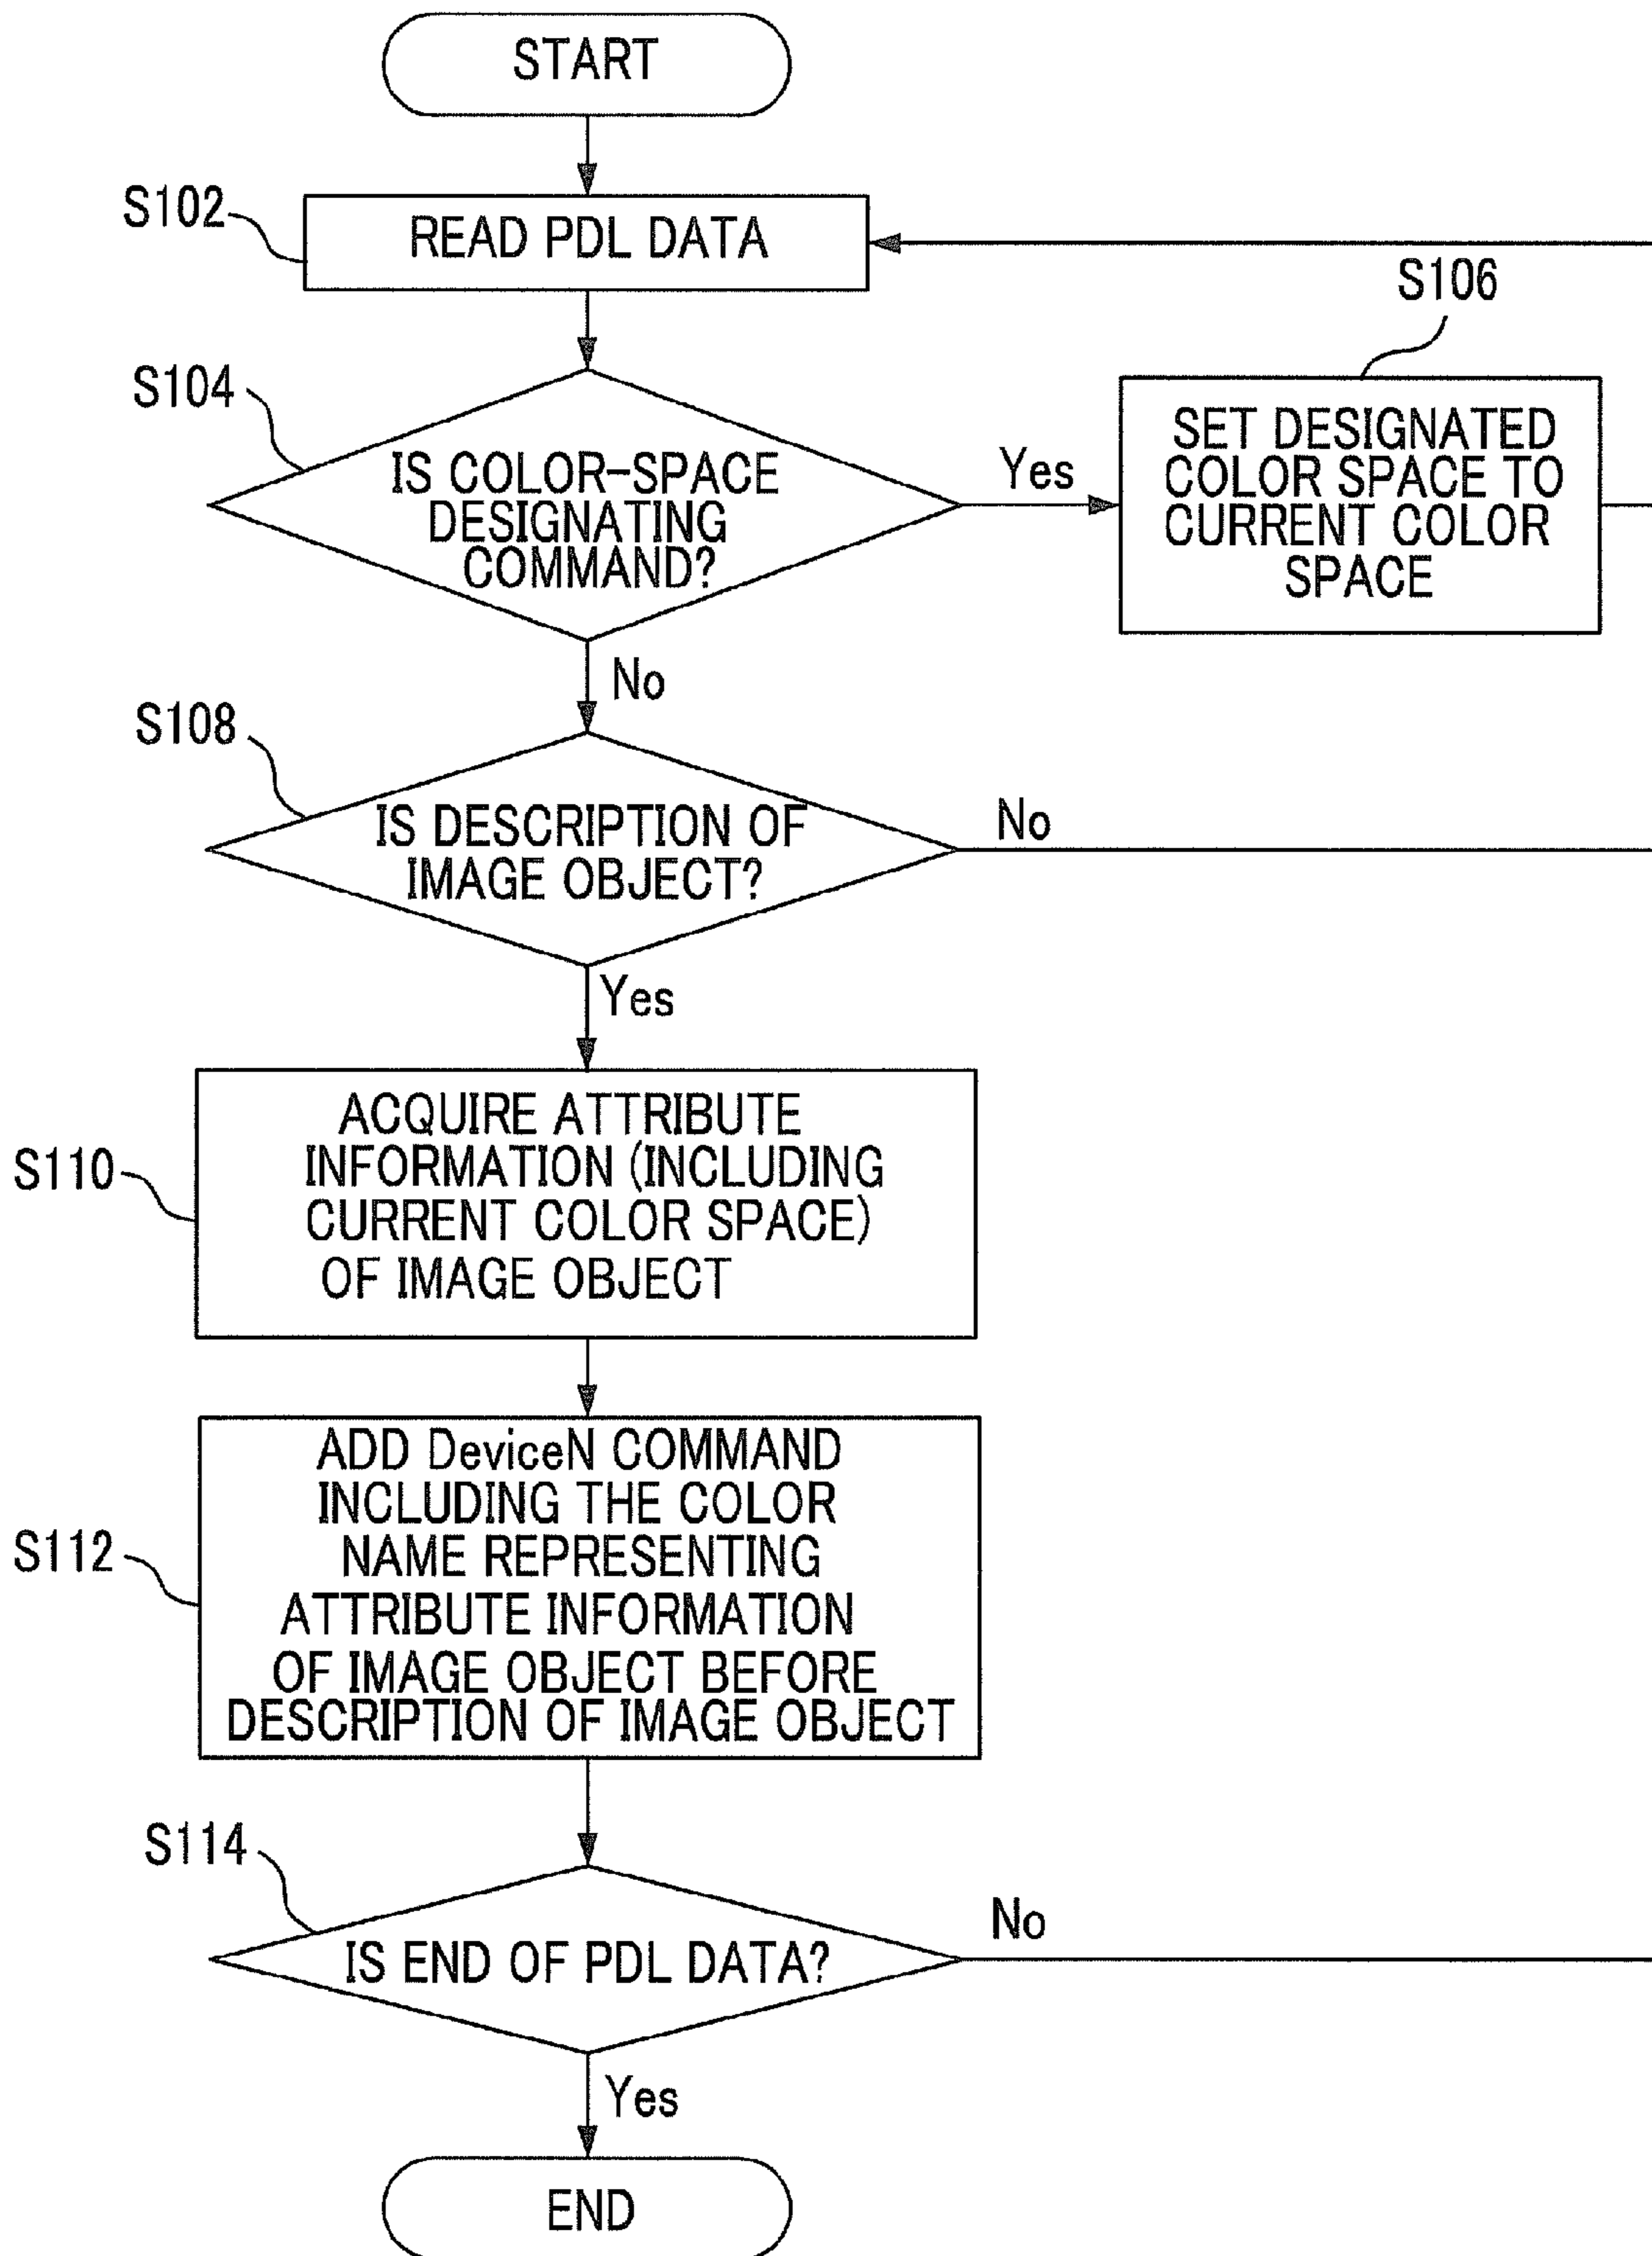 START
S102
READ PDL DATA
S106
S104
IS COLOR-SPACE
DESIGNATING
COMMAND?
Yes
SET DESIGNATED
COLOR SPACE TO
CURRENT COLOR
SPACE
No
S108
IS DESCRIPTION OF
IMAGE OBJECT?
No
Yes
S110
ACQUIRE ATTRIBUTE
INFORMATION (INCLUDING
CURRENT COLOR SPACE)
OF IMAGE OBJECT
S112
ADD DeviceN COMMAND
INCLUDING THE COLOR
NAME REPRESENTING
ATTRIBUTE INFORMATION
OF IMAGE OBJECT BEFORE
DESCRIPTION OF IMAGE OBJECT
S114
IS END OF PDL DATA?
No
Yes
END